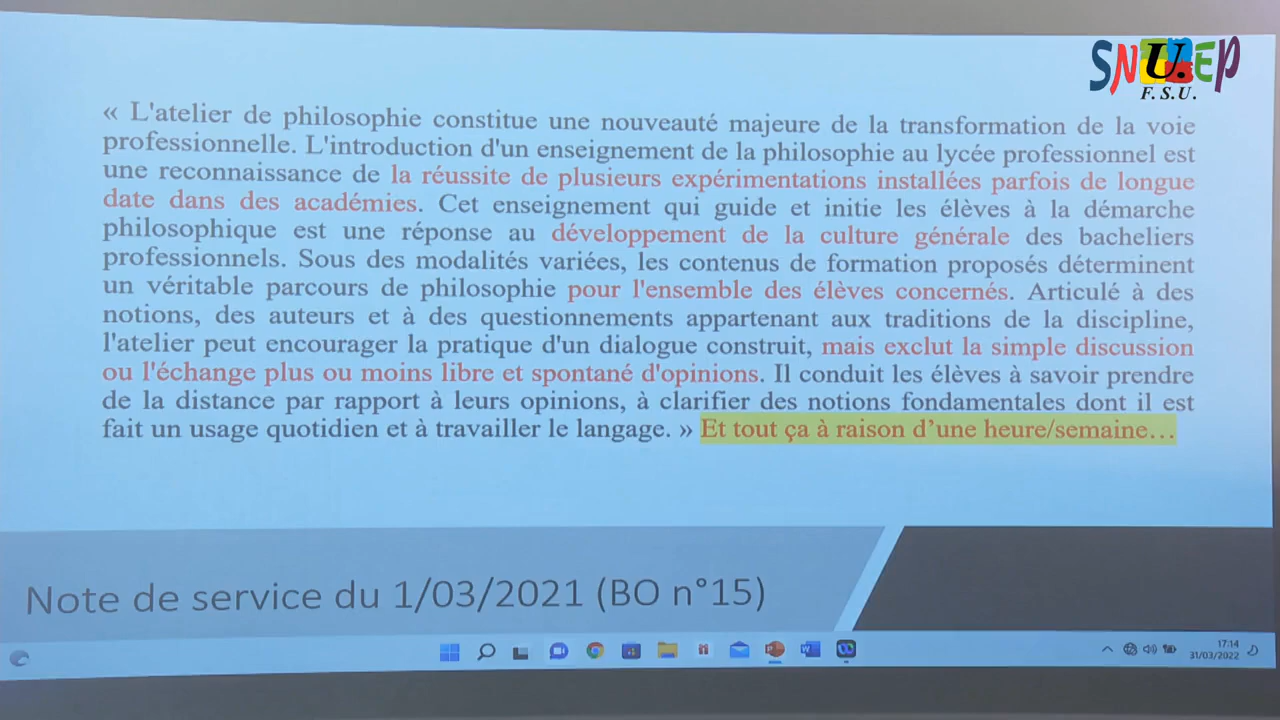 SNU.EP
F.S.U.
« L'atelier de philosophie constitue une nouveauté majeure de la transformation de la voie
professionnelle. L'introduction d'un enseignement de la philosophie au lycée professionnel est
une reconnaissance de la réussite de plusieurs expérimentations installées parfois de longue
date dans des académies. Cet enseignement qui guide et initie les élèves à la démarche
philosophique est une réponse au développement de la culture générale des bacheliers
professionnels. Sous des modalités variées, les contenus de formation proposés déterminent
un véritable parcours de philosophie pour l'ensemble des élèves concernés. Articulé à des
notions, des auteurs et à des questionnements appartenant aux traditions de la discipline,
l'atelier peut encourager la pratique d'un dialogue construit, mais exclut la simple discussion
ou l'échange plus ou moins libre et spontané d'opinions. Il conduit les élèves à savoir prendre
de la distance par rapport à leurs opinions, à clarifier des notions fondamentales dont il est
fait un usage quotidien et à travailler le langage. » Et tout ça à raison d’une heure/semaine…
Note de service du 1/03/2021 (BO n°15)
17:14
31/03/2022